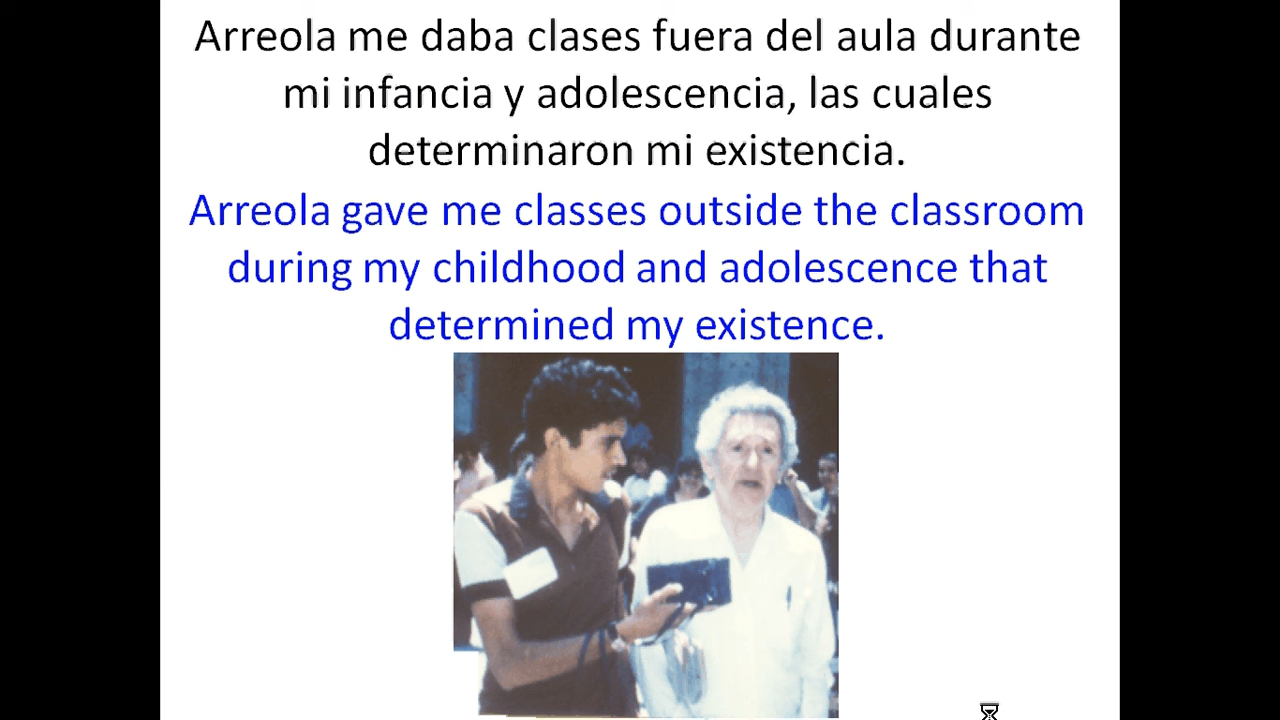 Arreola me daba clases fuera del aula durante
mi infancia y adolescencia, las cuales
determinaron mi existencia.
Arreola gave me classes outside the classroom
during my childhood and adolescence that
determined my existence.